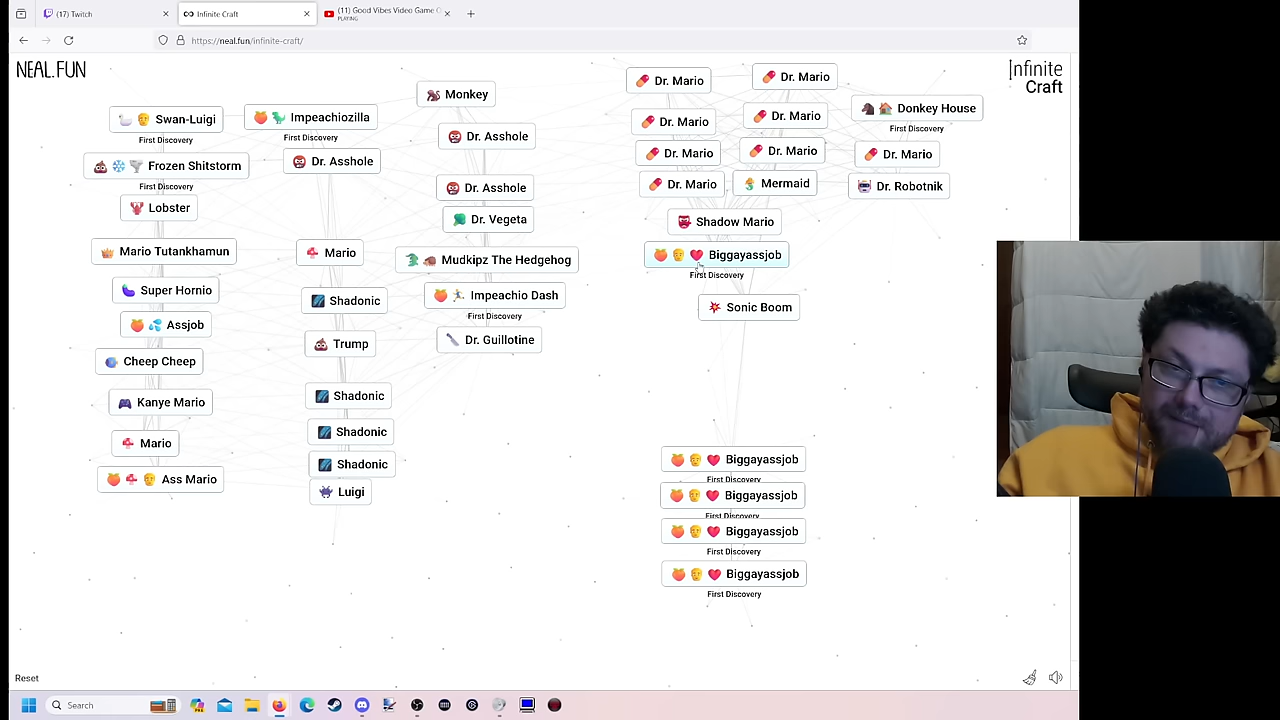 (17) Twitch
Infinite Craft
(11) Good Vibes Video Game C
PLAYING
https://neal.fun/infinite-craft/
NEAL.FUN
Infinite
Craft
Swan-Luigi
First Discovery
Frozen Shitstorm
First Discovery
Lobster
Mario Tutankhamun
Super Hornio
Assjob
Cheep Cheep
Kanye Mario
Mario
Ass Mario
Impeachiozilla
First Discovery
Dr. Asshole
Mario
Shadonic
Trump
Shadonic
Shadonic
Shadonic
Luigi
Monkey
Dr. Asshole
Dr. Asshole
Dr. Vegeta
Mudkipz The Hedgehog
Impeachio Dash
First Discovery
Dr. Guillotine
Dr. Mario
Dr. Mario
Dr. Mario
Dr. Mario
Dr. Mario
Dr. Mario
Dr. Mario
Mermaid
Donkey House
First Discovery
Dr. Mario
Dr. Robotnik
Shadow Mario
Biggayassjob
First Discovery
Sonic Boom
Biggayassjob
First Discovery
Biggayassjob
First Discovery
Biggayassjob
First Discovery
Biggayassjob
First Discovery
Reset
Search